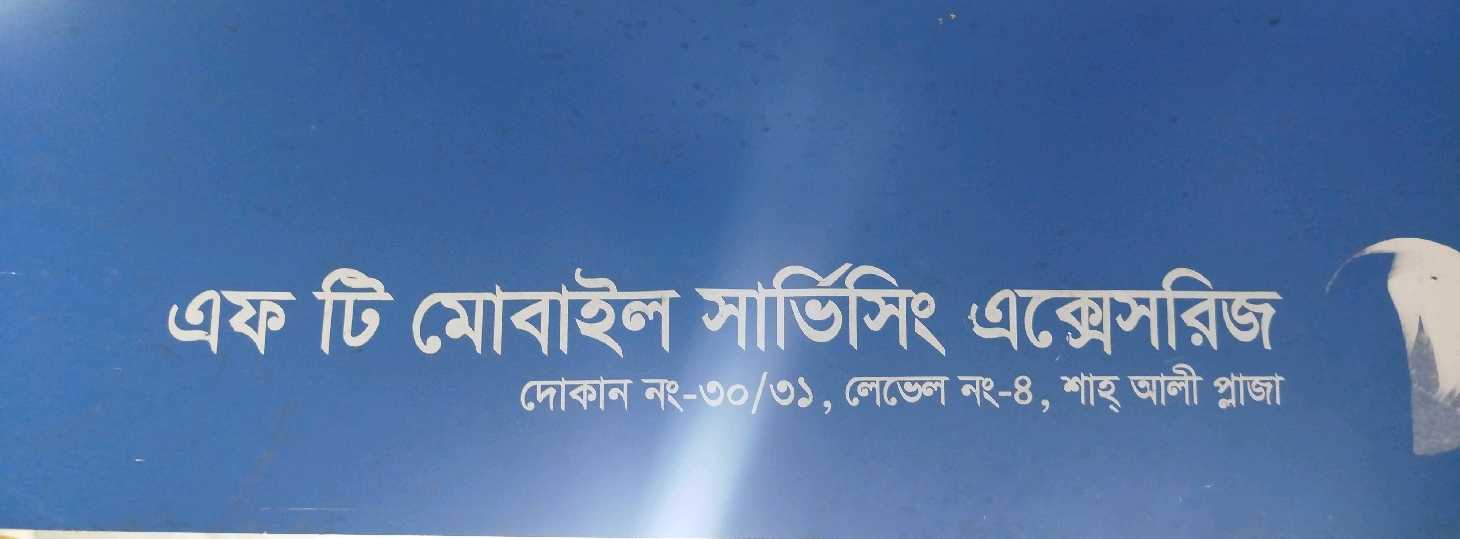 এফ টি মোবাইল সার্ভিসিং এক্সেসরিজ
দোকান নং-৩০/৩১, লেভেল নং-৪, শাহ্ আলী প্লাজা